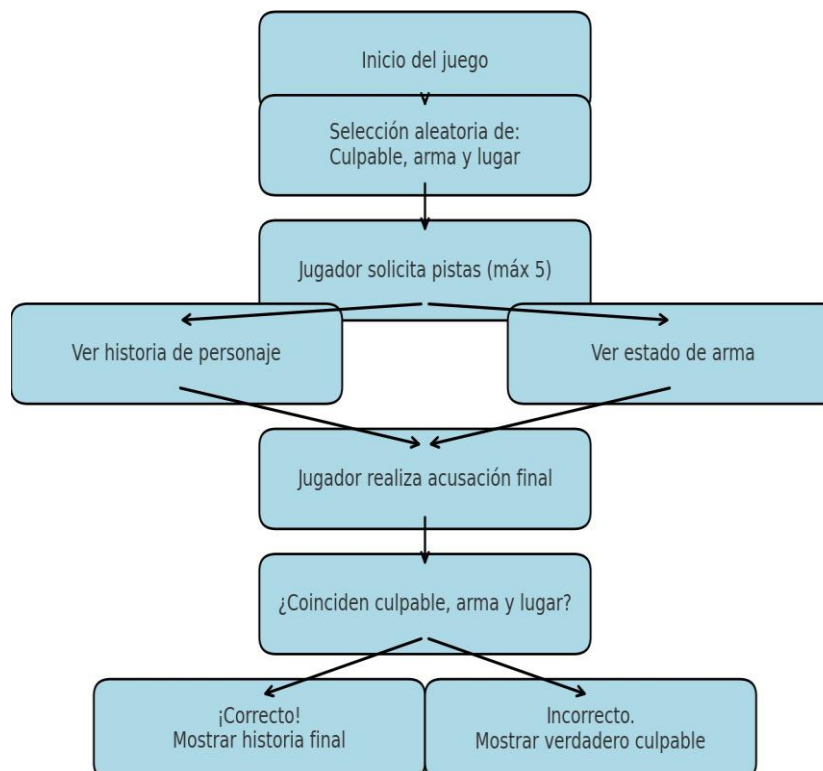 Inicio del juego
Selección aleatoria de:
Culpable, arma y lugar
Jugador solicita pistas (máx 5)
Ver historia de personaje
Ver estado de arma
Jugador realiza acusación final
¿Coinciden culpable, arma y lugar?
¡Correcto!
Mostrar historia final
Incorrecto.
Mostrar verdadero culpable